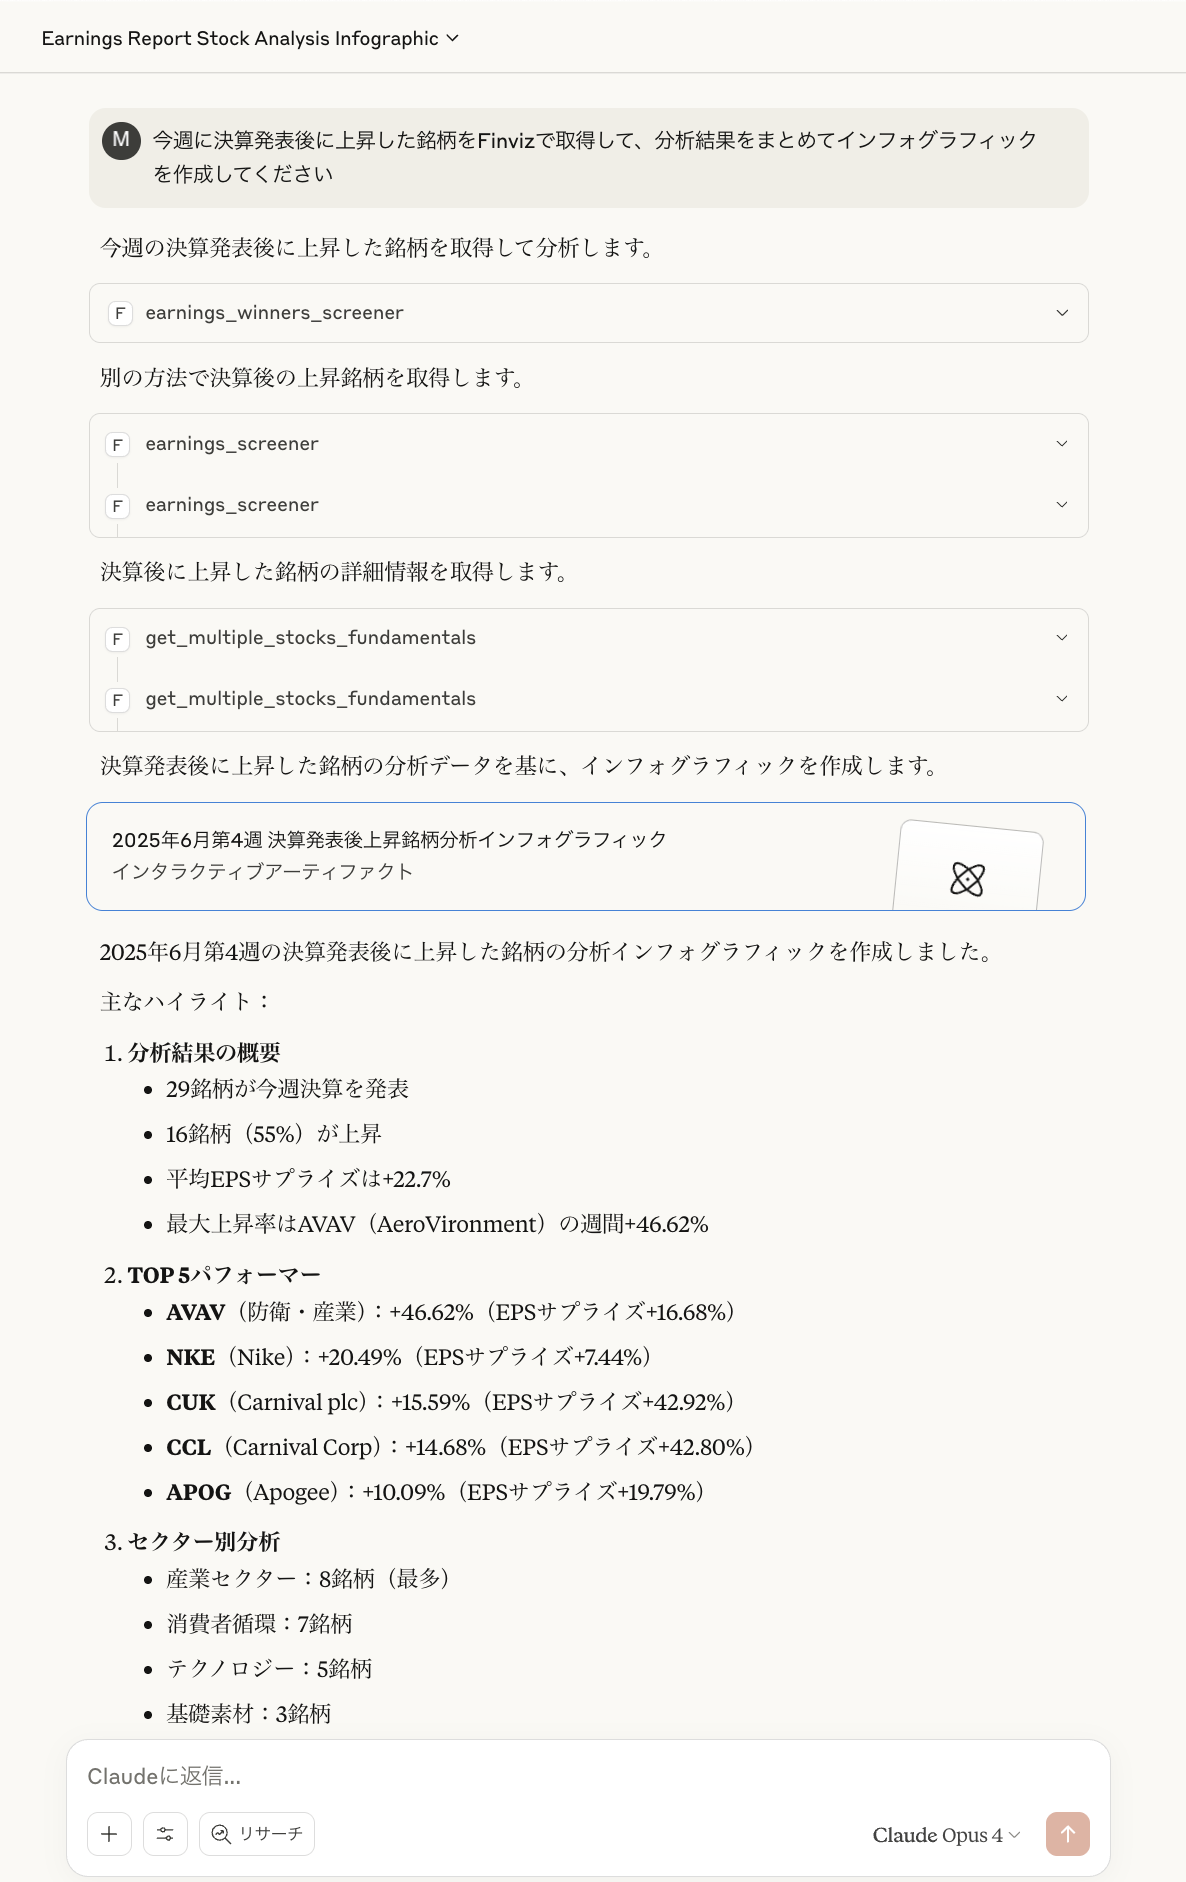 Earnings Report Stock Analysis Infographic
M
今週に決算発表後に上昇した銘柄をFinvizで取得して、分析結果をまとめてインフォグラフィック
を作成してください
今週の決算発表後に上昇した銘柄を取得して分析します。
F earnings_winners_screener
別の方法で決算後の上昇銘柄を取得します。
F earnings_screener
F earnings_screener
決算後に上昇した銘柄の詳細情報を取得します。
F get_multiple_stocks_fundamentals
F get_multiple_stocks_fundamentals
決算発表後に上昇した銘柄の分析データを基に、インフォグラフィックを作成します。
2025年6月第4週 決算発表後上昇銘柄分析インフォグラフィック
インタラクティブアーティファクト
2025年6月第4週の決算発表後に上昇した銘柄の分析インフォグラフィックを作成しました。
主なハイライト：
1. 分析結果の概要
• 29銘柄が今週決算を発表
• 16銘柄（55%）が上昇
• 平均EPSサプライズは+22.7%
• 最大上昇率はAVAV（AeroVironment）の週間+46.62%
2. TOP 5パフォーマー
• AVAV（防衛・産業）：+46.62%（EPSサプライズ+16.68%）
• NKE（Nike）：+20.49%（EPSサプライズ+7.44%）
• CUK（Carnival plc）：+15.59%（EPSサプライズ+42.92%）
• CCL（Carnival Corp）：+14.68%（EPSサプライズ+42.80%）
• APOG（Apogee）：+10.09%（EPSサプライズ+19.79%）
3. セクター別分析
• 産業セクター：8銘柄（最多）
• 消費者循環：7銘柄
• テクノロジー：5銘柄
• 基礎素材：3銘柄
Claudeに返信...
リサーチ
Claude Opus 4